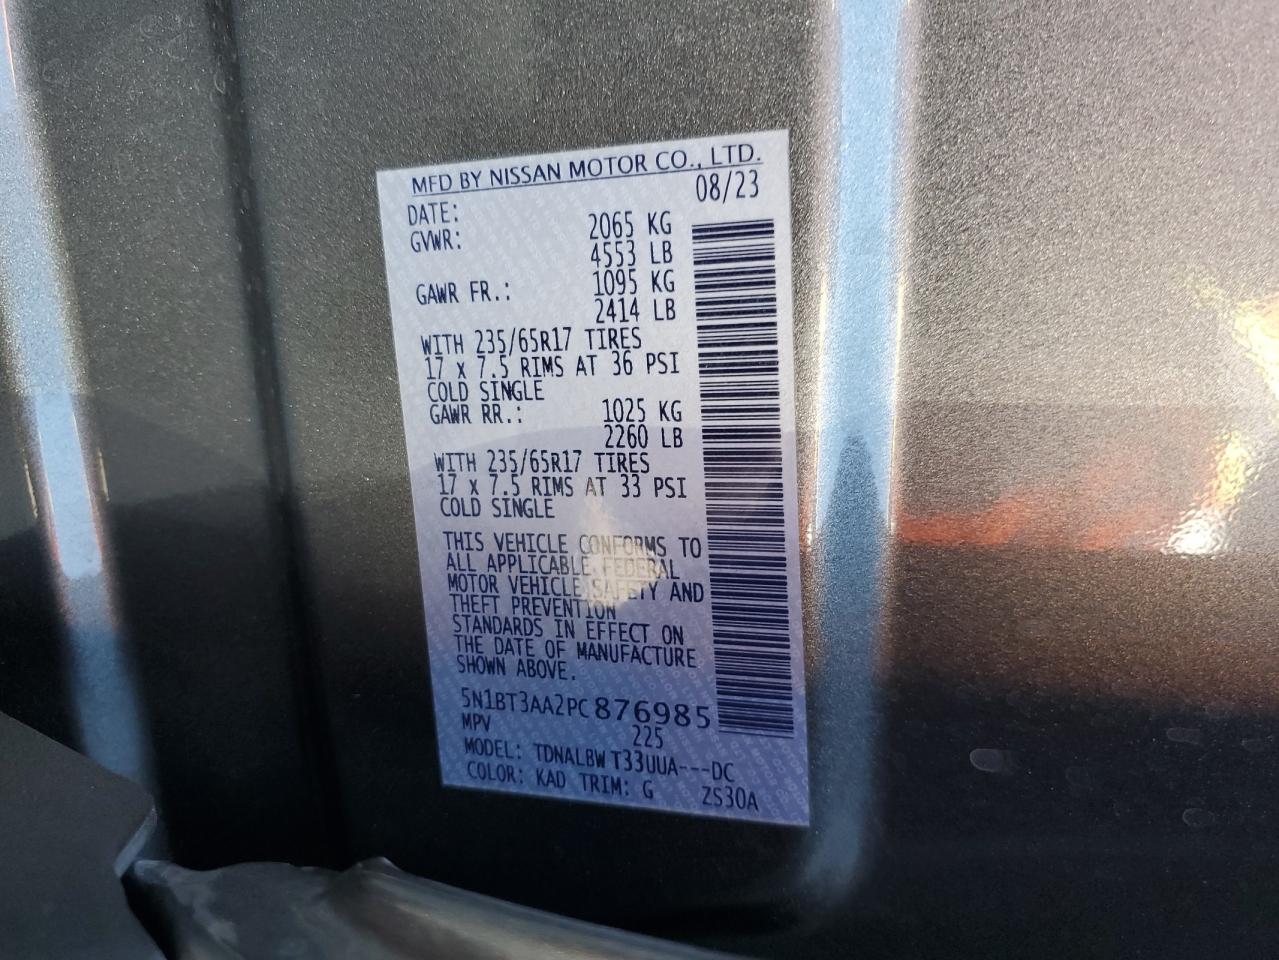 MFD BY NISSAN MOTOR CO., LTD.
DATE: 08/23
GVWR: 2065 KG
4553 LB
GAWR FR.: 1095 KG
2414 LB
WITH 235/65R17 TIRES
17 x 7.5 RIMS AT 36 PSI
COLD SINGLE
GAWR RR.: 1025 KG
2260 LB
WITH 235/65R17 TIRES
17 x 7.5 RIMS AT 33 PSI
COLD SINGLE
THIS VEHICLE CONFORMS TO
ALL APPLICABLE FEDERAL
MOTOR VEHICLE SAFETY AND
THEFT PREVENTION
STANDARDS IN EFFECT ON
THE DATE OF MANUFACTURE
SHOWN ABOVE.
5N1BT3AA2PC876985
MPV 225
MODEL: TDNALBW T33UUA---DC
COLOR: KAD TRIM: G ZS30A